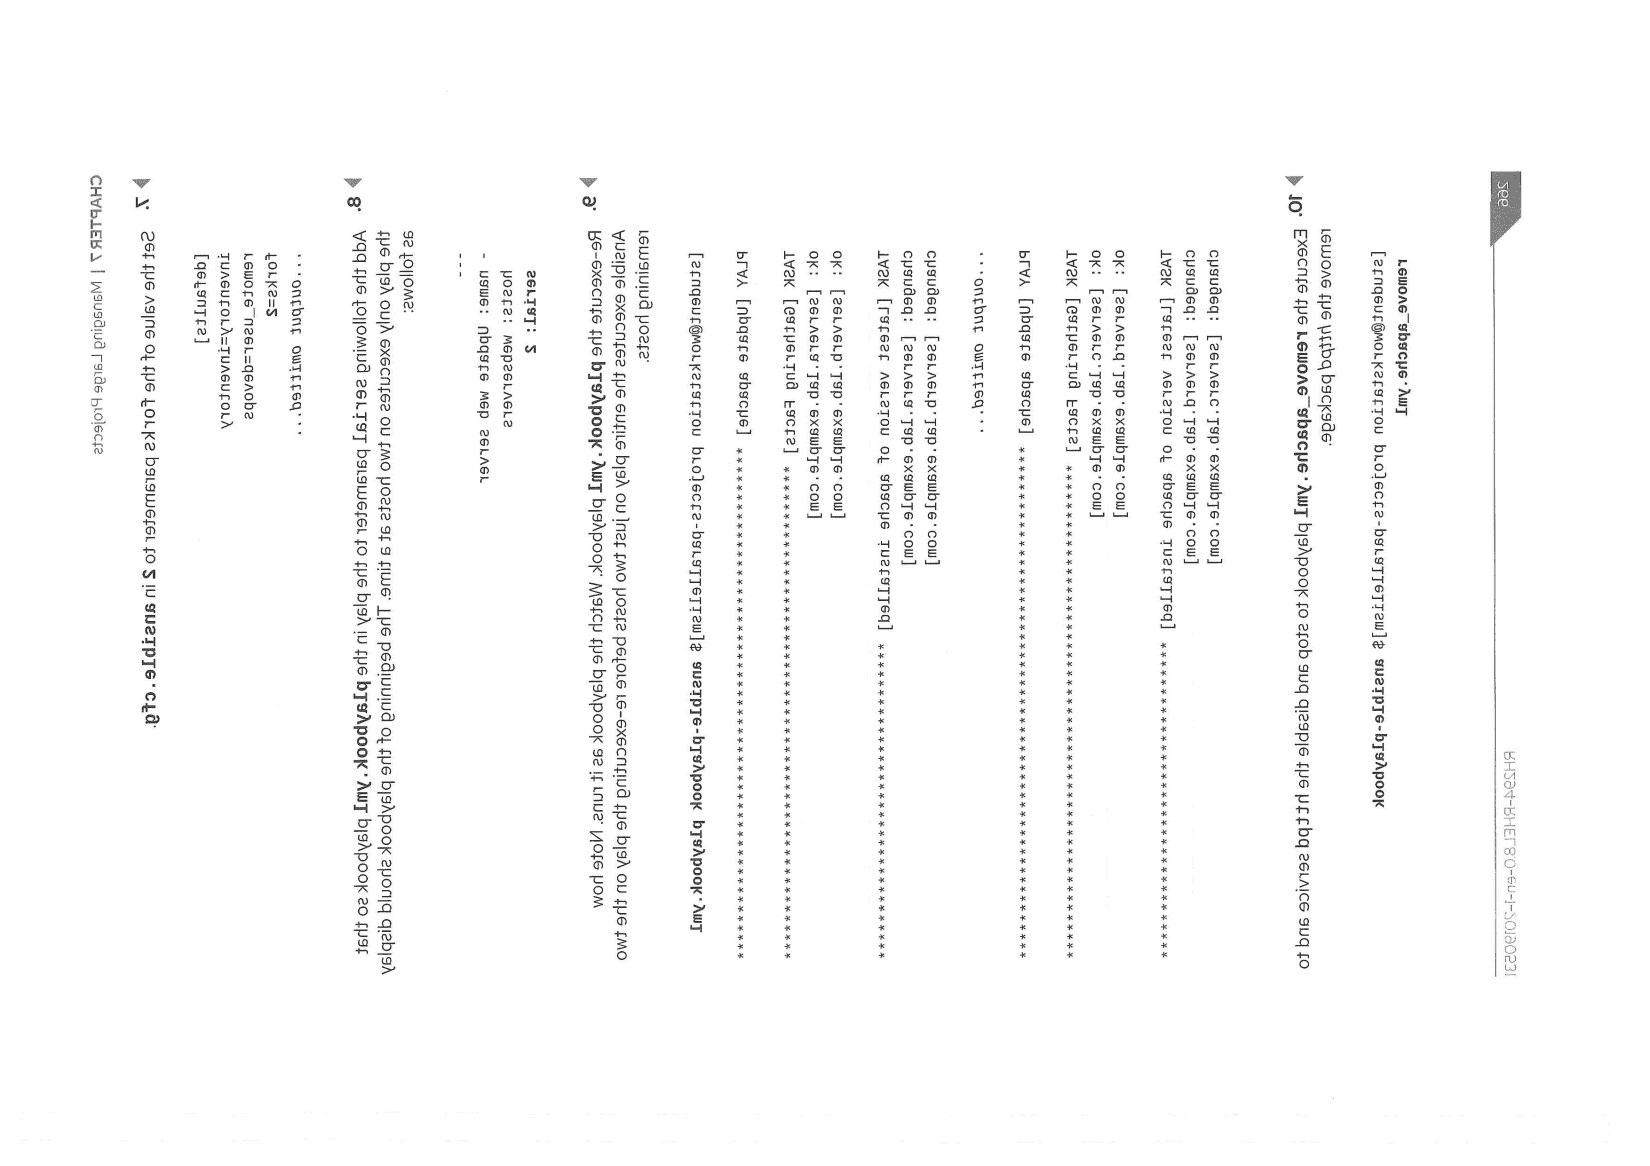 CHAPTER 7 | Managing Large Projects
7. Set the value of the forks parameter to 2 in ansible.cfg.
[defaults]
inventory=inventory
remote_user=devops
forks=2
...output omitted...
8. Add the following serial parameter to the play in the playbook.yml playbook so that
the play only executes on two hosts at a time. The beginning of the playbook should display
as follows:
---
- name: Update web server
hosts: webservers
serial: 2
9. Re-execute the playbook.yml playbook. Watch the playbook as it runs. Note how
Ansible executes the entire play on just two hosts before re-executing the play on the two
remaining hosts.
[student@workstation projects-parallelism]$ ansible-playbook playbook.yml
PLAY [Update apache] *******************************************************
TASK [Gathering Facts] *****************************************************
ok: [servera.lab.example.com]
ok: [serverb.lab.example.com]
TASK [Latest version of apache installed] **********************************
changed: [servera.lab.example.com]
changed: [serverb.lab.example.com]
...output omitted...
PLAY [Update apache] *******************************************************
TASK [Gathering Facts] *****************************************************
ok: [serverc.lab.example.com]
ok: [serverd.lab.example.com]
TASK [Latest version of apache installed] **********************************
changed: [serverd.lab.example.com]
changed: [serverc.lab.example.com]
10. Execute the remove_apache.yml playbook to stop and disable the httpd service and to
remove the httpd package.
[student@workstation projects-parallelism]$ ansible-playbook
remove_apache.yml
266
RH294-RHEL8.0-en-1-20190531